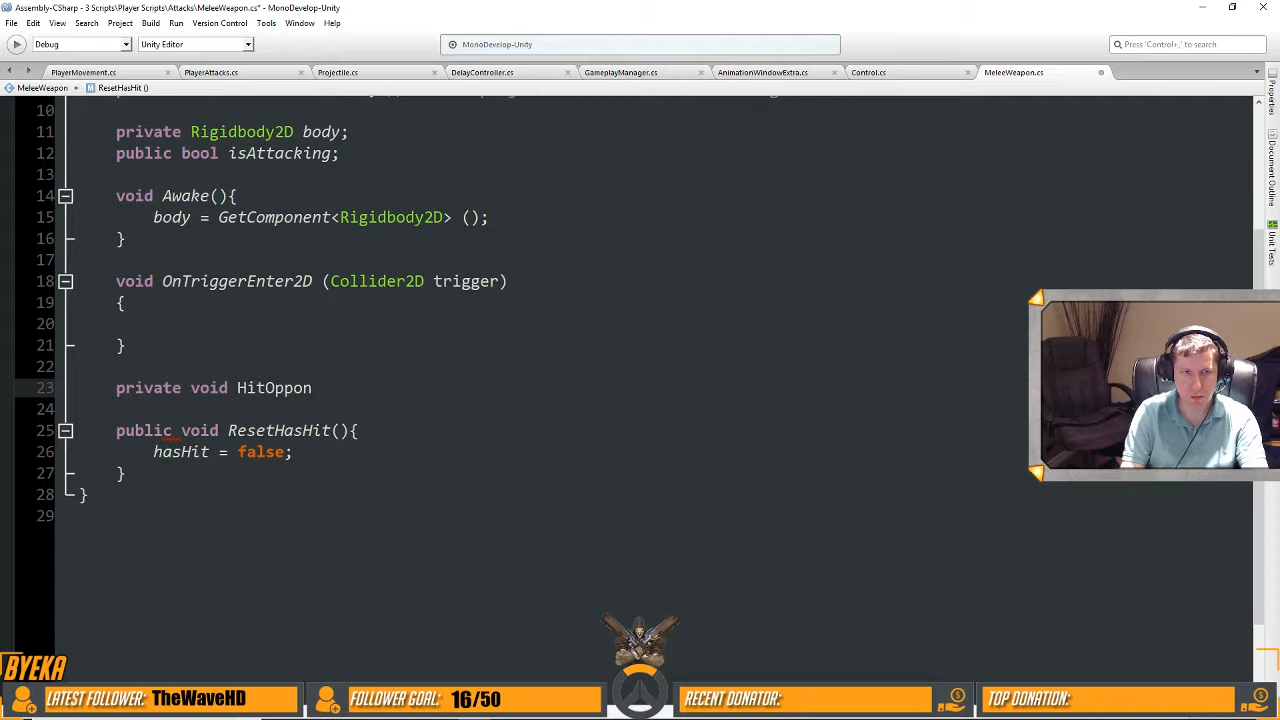 Assembly-CSharp - 3 Scripts\Player Scripts\Attacks\MeleeWeapon.cs* - MonoDevelop-Unity
File Edit View Search Project Build Run Version Control Tools Window Help
Debug Unity Editor MonoDevelop-Unity Press 'Control+,' to search
PlayerMovement.cs PlayerAttacks.cs Projectile.cs DelayController.cs GameplayManager.cs AnimationWindowExtra.cs Control.cs MeleeWeapon.cs
MeleeWeapon ResetHasHit ()
10
11 private Rigidbody2D body;
12 public bool isAttacking;
13
14 void Awake(){
15 body = GetComponent<Rigidbody2D> ();
16 }
17
18 void OnTriggerEnter2D (Collider2D trigger)
19 {
20
21 }
22
23 private void HitOppon
24
25 public void ResetHasHit(){
26 hasHit = false;
27 }
28 }
29
Properties
Document Outline
Unit Tests
BYEKA
LATEST FOLLOWER: TheWaveHD FOLLOWER GOAL: 16/50 RECENT DONATOR: TOP DONATION: